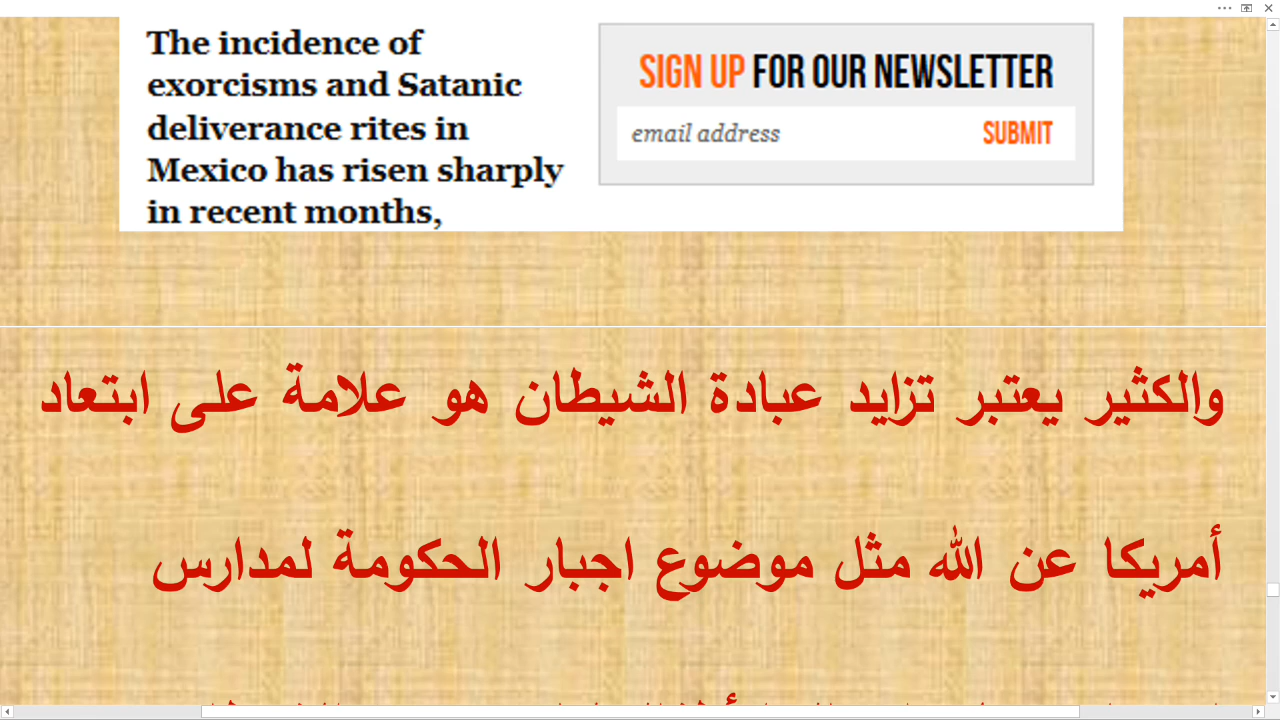 The incidence of
exorcisms and Satanic
deliverance rites in
Mexico has risen sharply
in recent months,
SIGN UP FOR OUR NEWSLETTER
email address SUBMIT
والكثير يعتبر تزايد عبادة الشيطان هو علامة على ابتعاد
أمريكا عن الله مثل موضوع اجبار الحكومة لمدارس